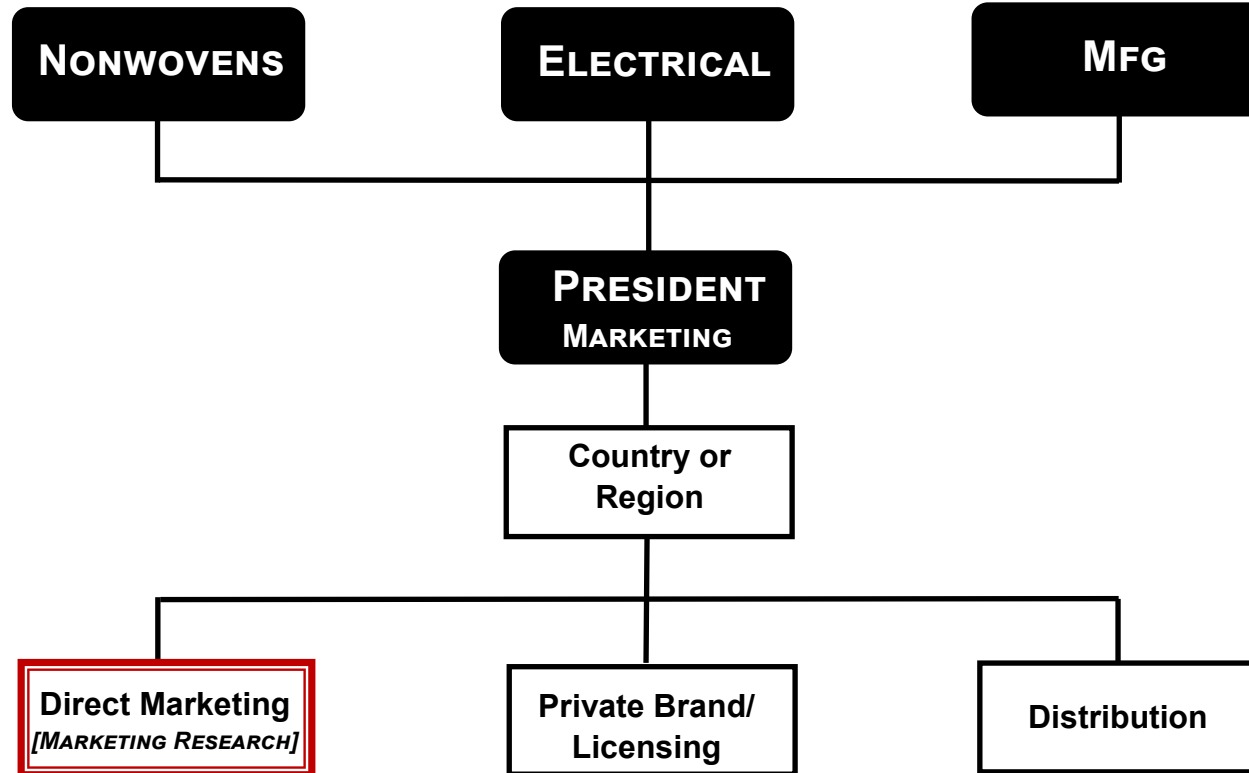 NONWOVENS
ELECTRICAL
MFG
PRESIDENT
MARKETING
Country or
Region
Direct Marketing
[MARKETING RESEARCH]
Private Brand/
Licensing
Distribution